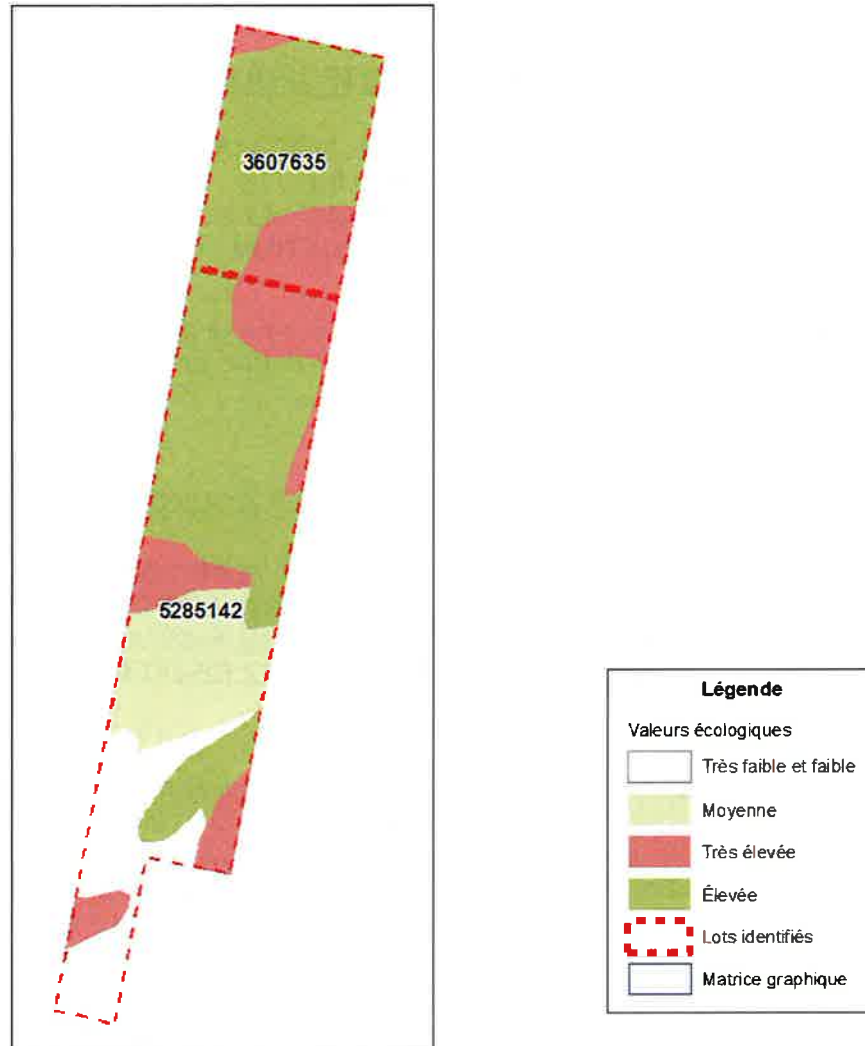 3607635
5285142
Légende
Valeurs écologiques
Très faible et faible
Moyenne
Très élevée
Élevée
Lots identifiés
Matrice graphique